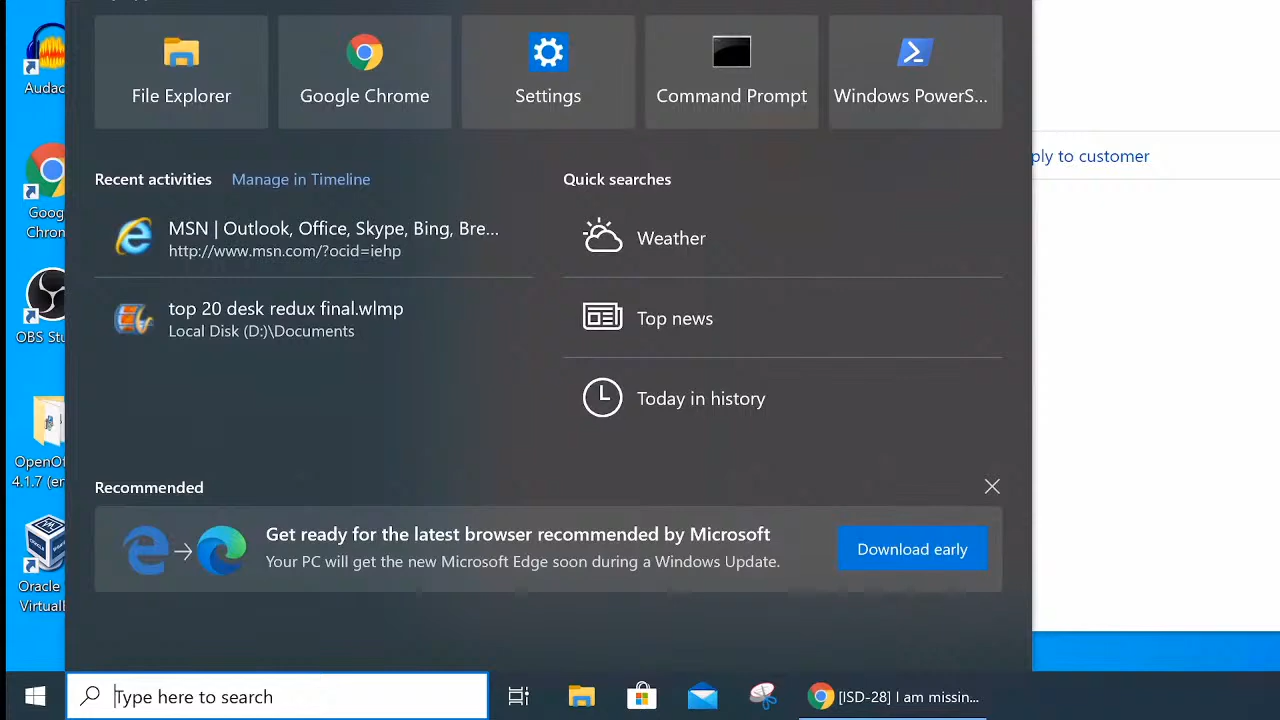 Audac
Goog
Chron
OBS Stu
OpenOf
4.1.7 (en
Oracle
Virtuall
File Explorer
Google Chrome
Settings
Command Prompt
Windows PowerS...
Recent activities Manage in Timeline
MSN | Outlook, Office, Skype, Bing, Bre...
http://www.msn.com/?ocid=iehp
top 20 desk redux final.wlmp
Local Disk (D:)\Documents
Quick searches
Weather
Top news
Today in history
Recommended
Get ready for the latest browser recommended by Microsoft
Your PC will get the new Microsoft Edge soon during a Windows Update.
Download early
ply to customer
Type here to search
[ISD-28] I am missin...